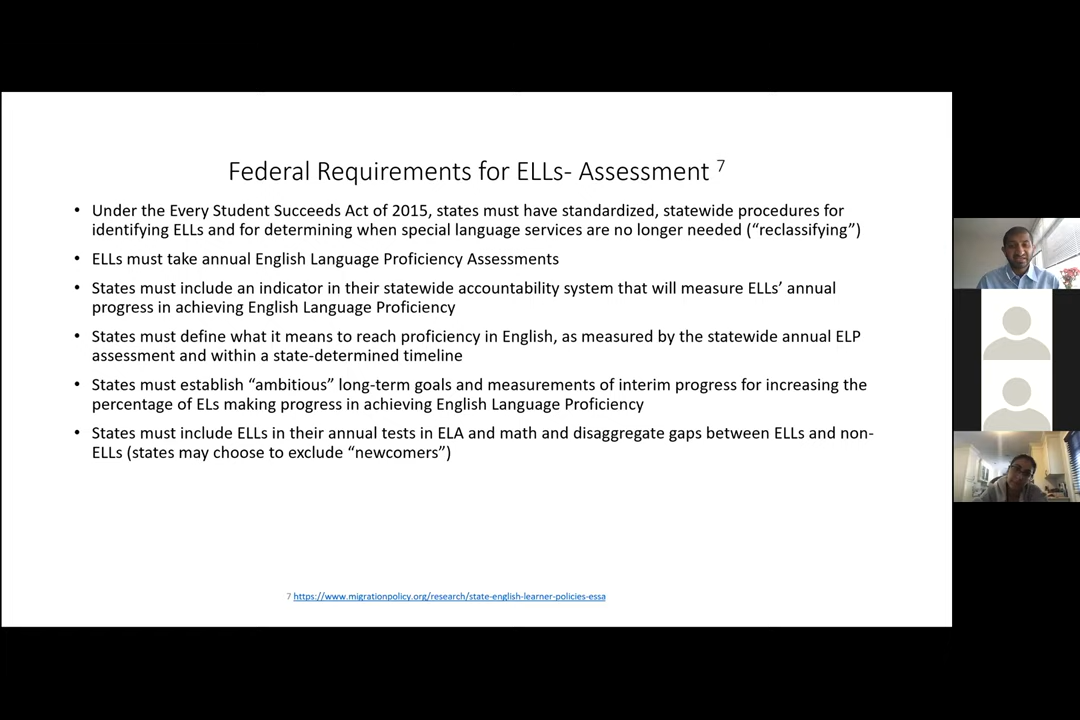 Federal Requirements for ELLs- Assessment 7
• Under the Every Student Succeeds Act of 2015, states must have standardized, statewide procedures for
identifying ELLs and for determining when special language services are no longer needed (“reclassifying”)
• ELLs must take annual English Language Proficiency Assessments
• States must include an indicator in their statewide accountability system that will measure ELLs’ annual
progress in achieving English Language Proficiency
• States must define what it means to reach proficiency in English, as measured by the statewide annual ELP
assessment and within a state-determined timeline
• States must establish “ambitious” long-term goals and measurements of interim progress for increasing the
percentage of ELs making progress in achieving English Language Proficiency
• States must include ELLs in their annual tests in ELA and math and disaggregate gaps between ELLs and non-
ELLs (states may choose to exclude “newcomers”)
7 https://www.migrationpolicy.org/research/state-english-learner-policies-essa